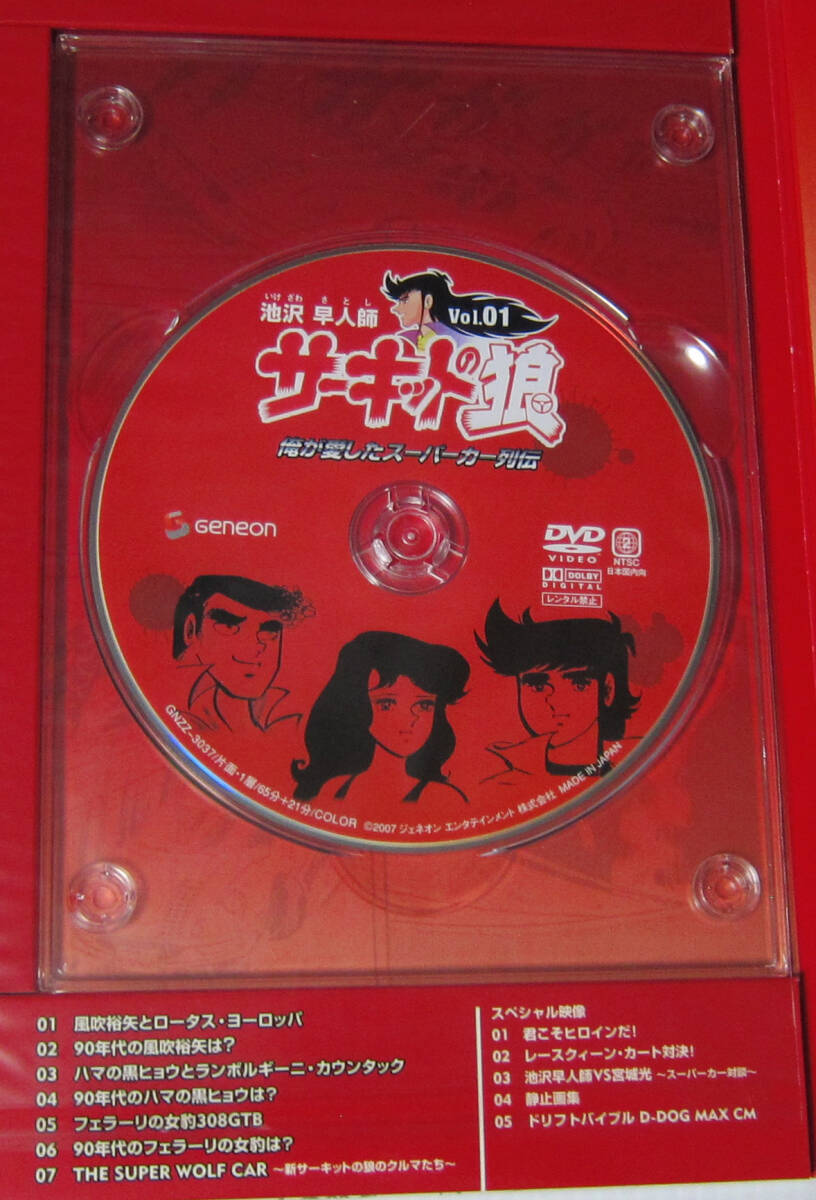 いけ ざわ さ と し
池沢 早人師
Vol.01
サーキットの狼
俺が愛したスーパーカー列伝
GENEON
DVD
VIDEO
2
NTSC
日本国内向
DOLBY
DIGITAL
レンタル禁止
GNZZ-3037/片面・1層/65分+21分/COLOR ©2007 ジェネオン エンタテインメント 株式会社 MADE IN JAPAN
01 風吹裕矢とロータス・ヨーロッパ
02 90年代の風吹裕矢は?
03 ハマの黒ヒョウとランボルギーニ・カウンタック
04 90年代のハマの黒ヒョウは?
05 フェラーリの女豹308GTB
06 90年代のフェラーリの女豹は?
07 THE SUPER WOLF CAR ~新サーキットの狼のクルマたち~
スペシャル映像
01 君こそヒロインだ!
02 レースクィーン・カート対決!
03 池沢早人師VS宮城光 ~スーパーカー対談~
04 静止画集
05 ドリフトバイブル D-DOG MAX CM